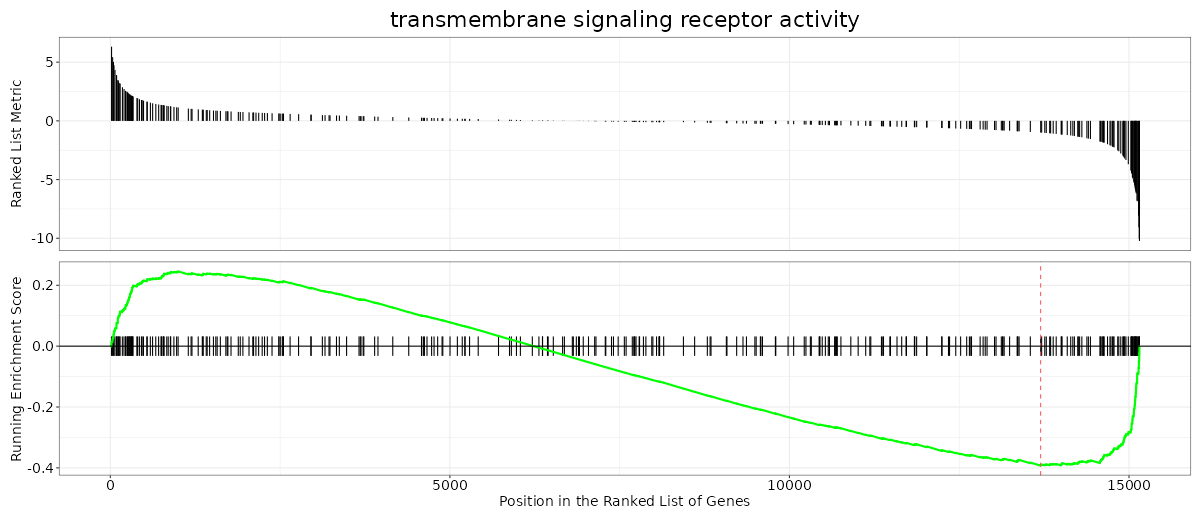 transmembrane signaling receptor activity
Ranked List Metric
5
0
-5
-10
Running Enrichment Score
0.2
0.0
-0.2
-0.4
0 5000 10000 15000
Position in the Ranked List of Genes